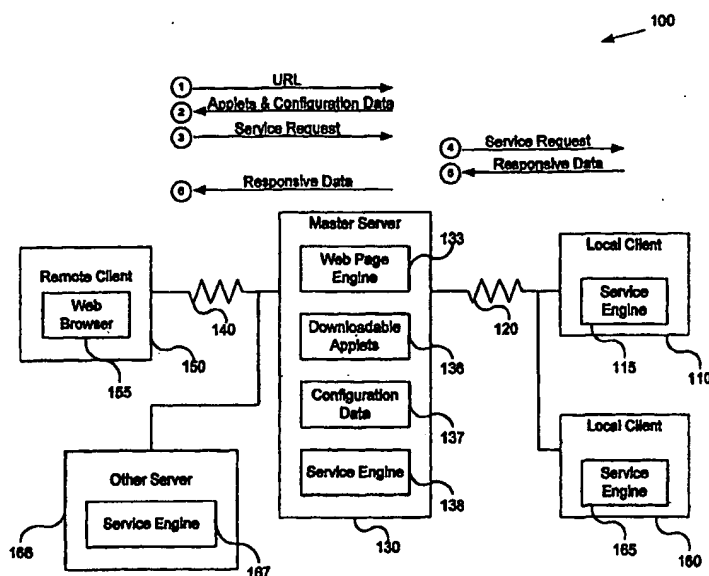 100
1 URL
2 Applets & Configuration Data
3 Service Request
4 Service Request
5 Responsive Data
6 Responsive Data
Master Server
133
Web Page
Engine
Remote Client
Web
Browser
140
150
155
Downloadable
Applets
136
120
Local Client
Service
Engine
115
110
Configuration
Data
137
Other Server
Service Engine
166
167
Service Engine
138
130
Local Client
Service
Engine
165
160